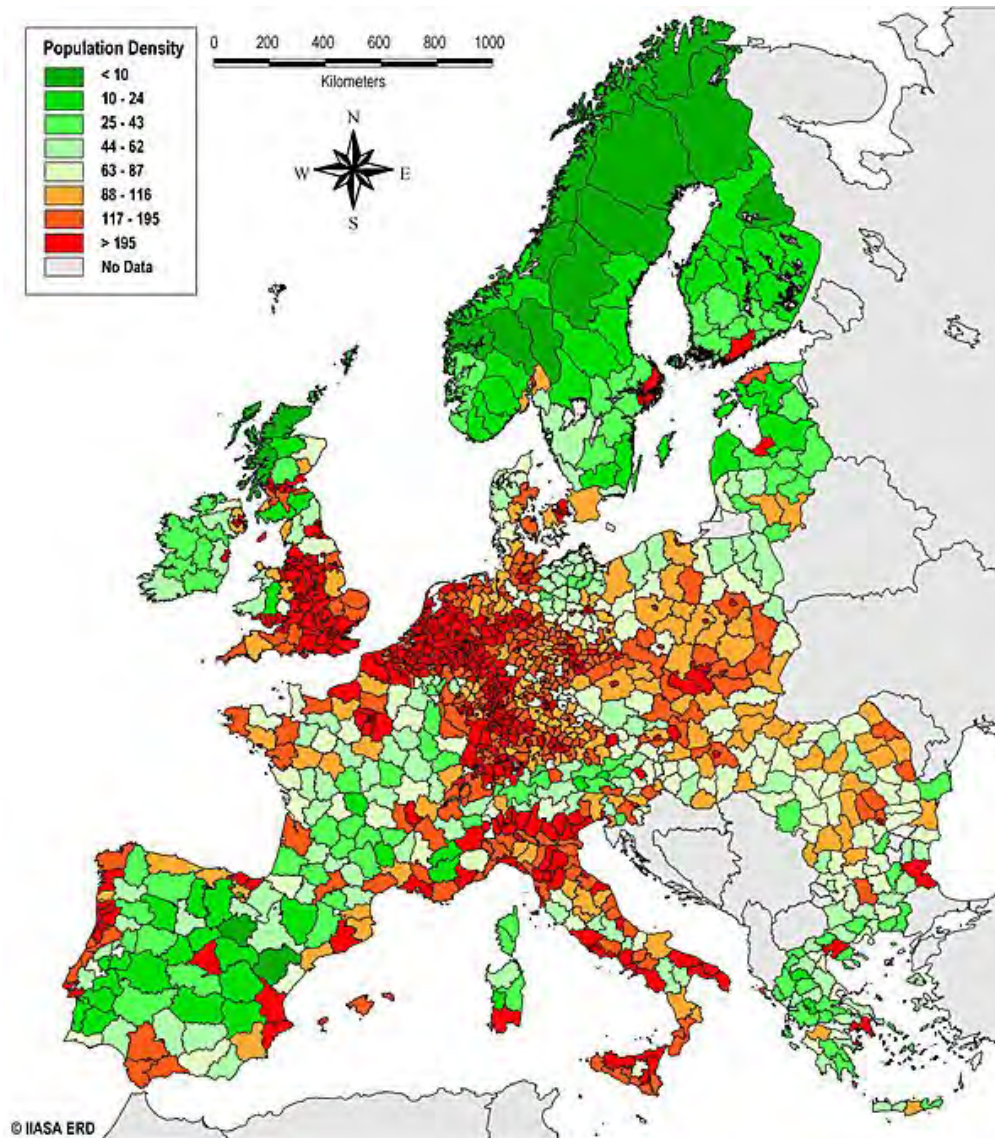 Population Density
< 10
10 - 24
25 - 43
44 - 62
63 - 87
88 - 116
117 - 195
> 195
No Data
0 200 400 600 800 1000
Kilometers
N
W E
S
© IIASA ERD